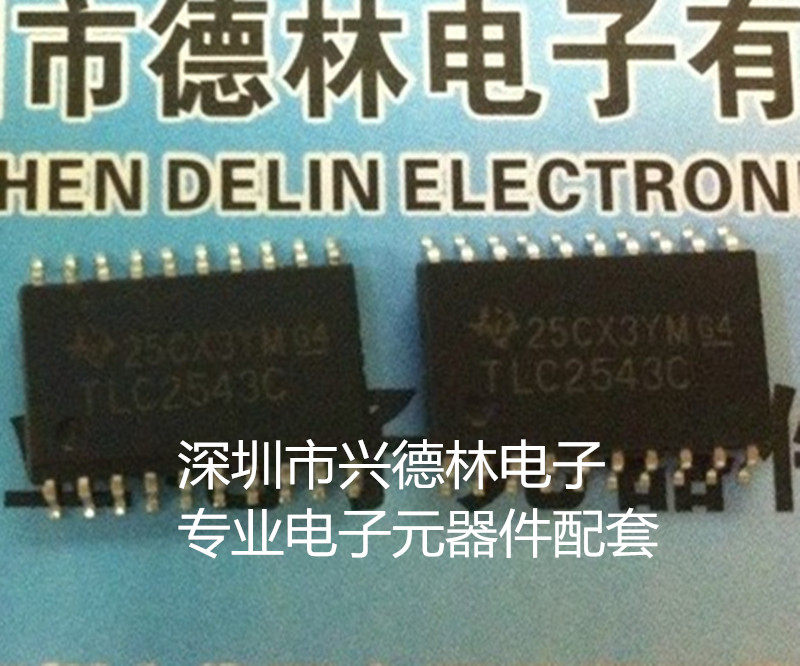 市德林电子有
HEN DELIN ELECTRON
25CX3YM G4
TLC2543C
25CX3YM G4
TLC2543C
深圳市兴德林电子
专业电子元器件配套